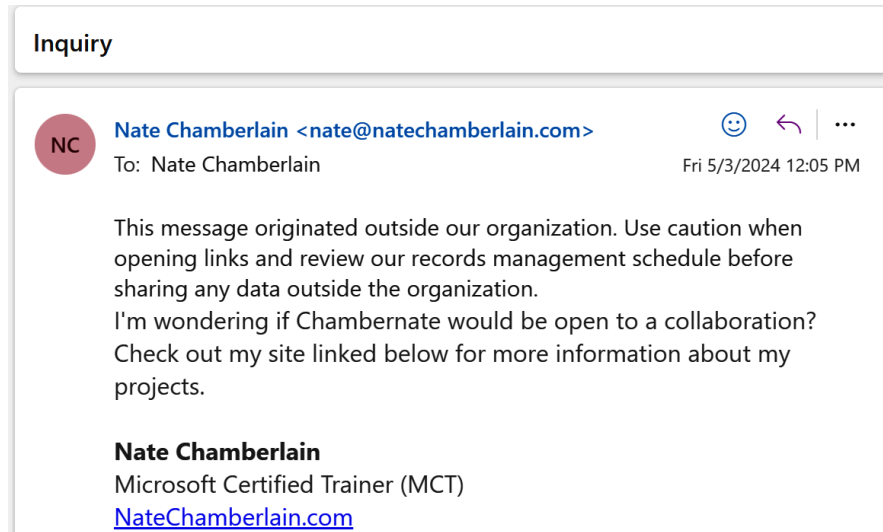 Inquiry
NC
Nate Chamberlain <nate@natechamberlain.com>
To: Nate Chamberlain
Fri 5/3/2024 12:05 PM
This message originated outside our organization. Use caution when
opening links and review our records management schedule before
sharing any data outside the organization.
I'm wondering if Chambernate would be open to a collaboration?
Check out my site linked below for more information about my
projects.
Nate Chamberlain
Microsoft Certified Trainer (MCT)
NateChamberlain.com